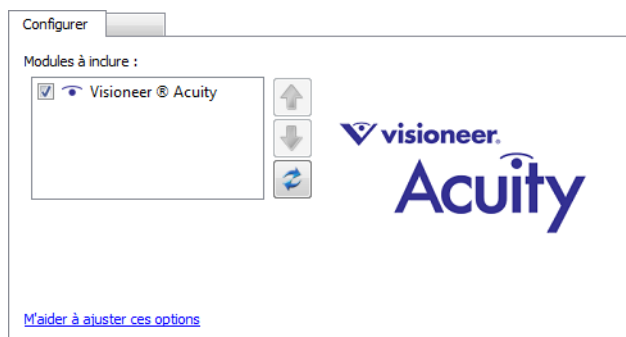 Configurer
Modules à inclure :
Visioneer ® Acuity
visioneer.
Acuity
M'aider à ajuster ces options